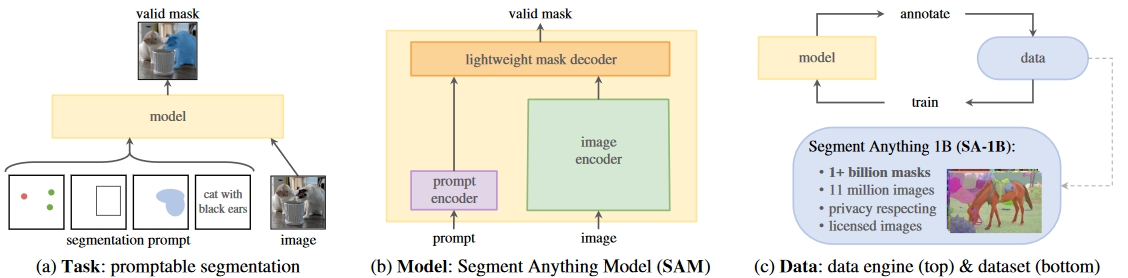 valid mask
model
cat with
black ears
segmentation prompt
image
(a) Task: promptable segmentation
valid mask
lightweight mask decoder
image
encoder
prompt
encoder
prompt
image
(b) Model: Segment Anything Model (SAM)
annotate
model
data
train
Segment Anything 1B (SA-1B):
• 1+ billion masks
• 11 million images
• privacy respecting
• licensed images
(c) Data: data engine (top) & dataset (bottom)